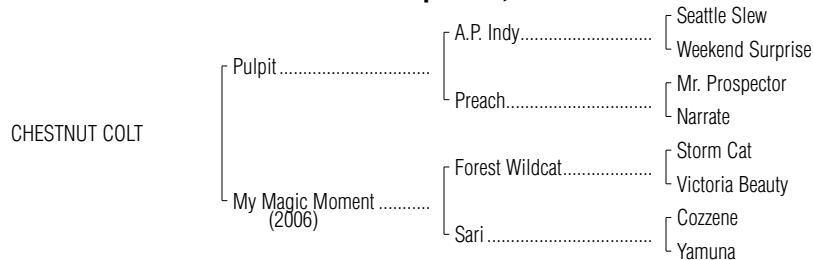 Seattle Slew
A.P. Indy..............................
Weekend Surprise
Pulpit................................
Mr. Prospector
Preach................................
Narrate
CHESTNUT COLT
Storm Cat
Forest Wildcat...................
Victoria Beauty
My Magic Moment ...........
(2006)
Cozzene
Sari ...................................
Yamuna